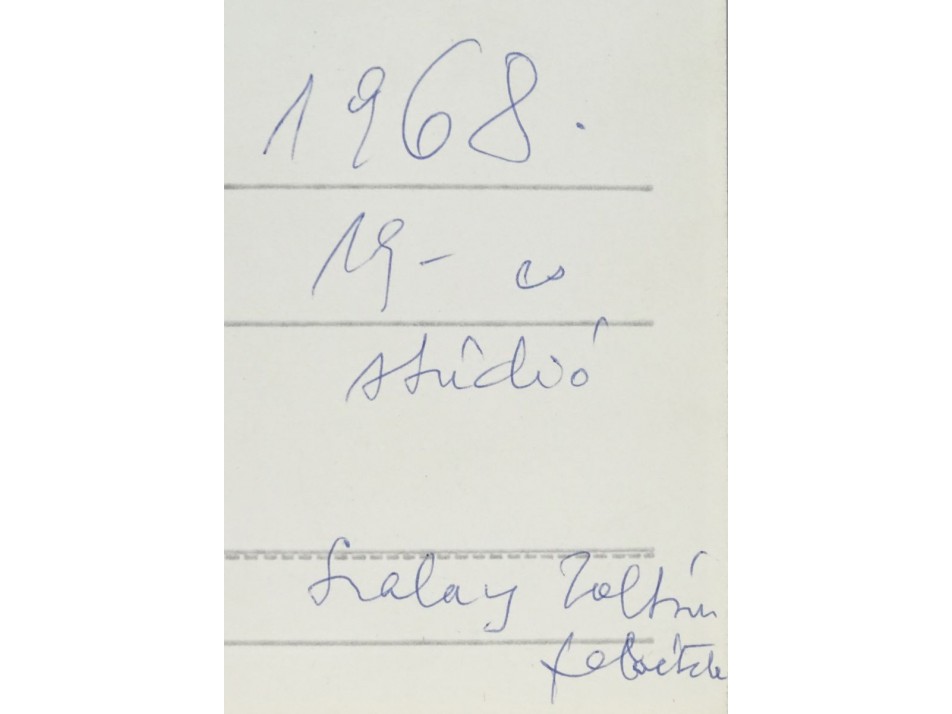 1968.
19- es
stúdió
Szalay Zoltán
felvétele